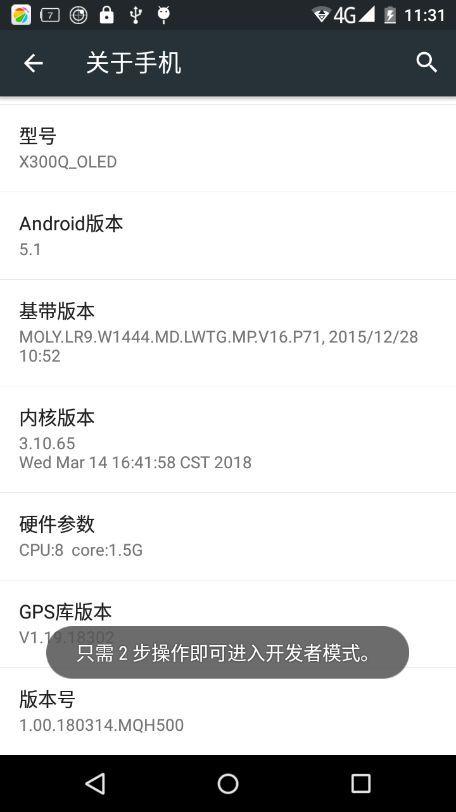 7
4G
11:31
关于手机
型号
X300Q_OLED
Android版本
5.1
基带版本
MOLY.LR9.W1444.MD.LWTG.MP.V16.P71, 2015/12/28
10:52
内核版本
3.10.65
Wed Mar 14 16:41:58 CST 2018
硬件参数
CPU:8 core:1.5G
GPS库版本
V1.19.18302
只需 2 步操作即可进入开发者模式。
版本号
1.00.180314.MQH500